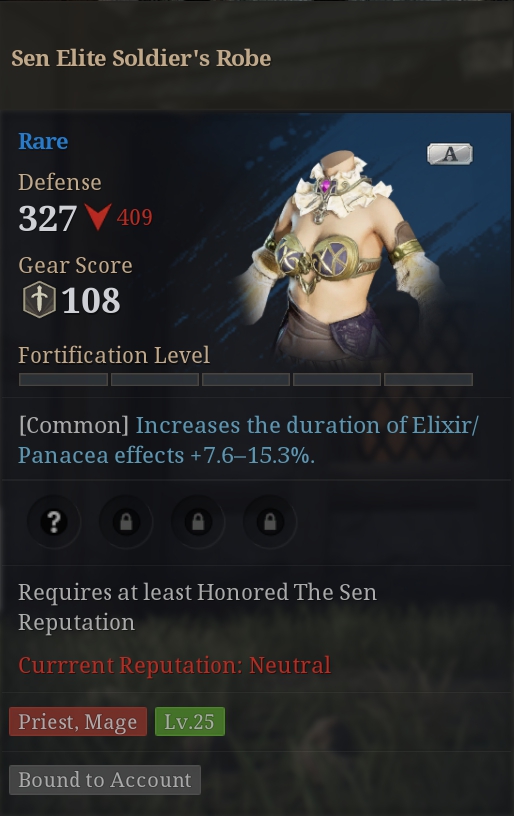 Sen Elite Soldier's Robe
Rare
A
Defense
327 409
Gear Score
108
Fortification Level
[Common] Increases the duration of Elixir/
Panacea effects +7.6–15.3%.
?
Requires at least Honored The Sen
Reputation
Currrent Reputation: Neutral
Priest, Mage Lv.25
Bound to Account